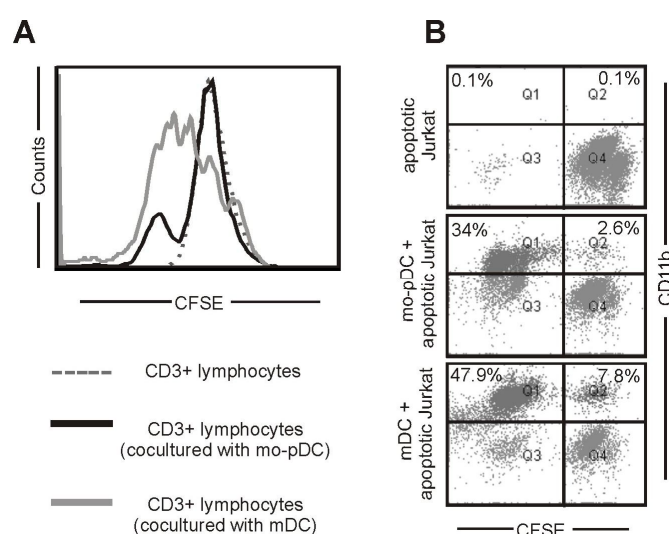 A
Counts
CFSE
CD3+ lymphocytes
CD3+ lymphocytes
(cocultured with mo-pDC)
CD3+ lymphocytes
(cocultured with mDC)
B
apoptotic
Jurkat
0.1%
0.1%
Q1
Q2
Q3
Q4
mo-pDC +
apoptotic Jurkat
34%
2.6%
Q1
Q2
Q3
Q4
mDC +
apoptotic Jurkat
47.9%
7.8%
Q1
Q2
Q3
Q4
CD11b
CFSE